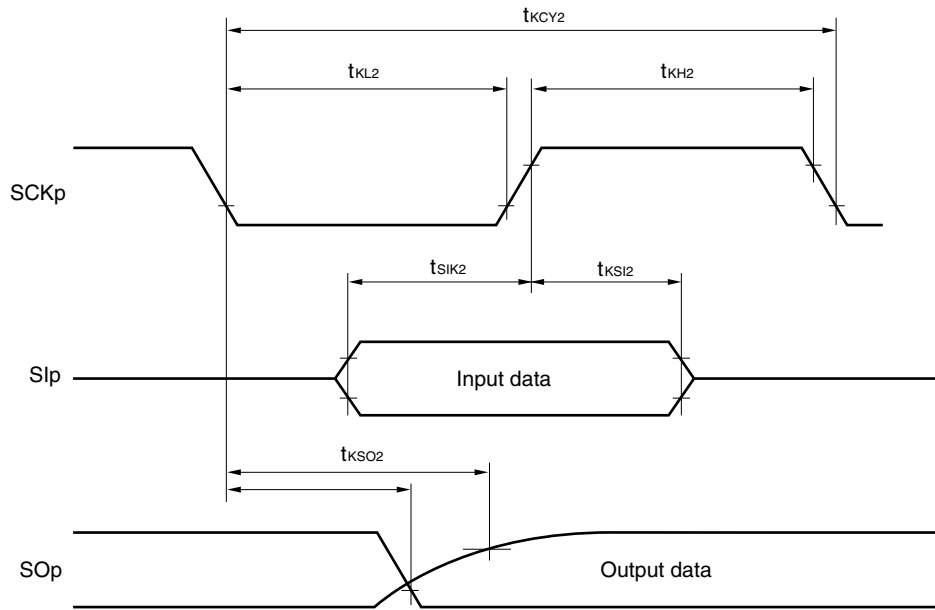 tKCY2
tKL2
tKH2
SCKp
tSIK2
tKSI2
SIp
Input data
tKSO2
SOp
Output data